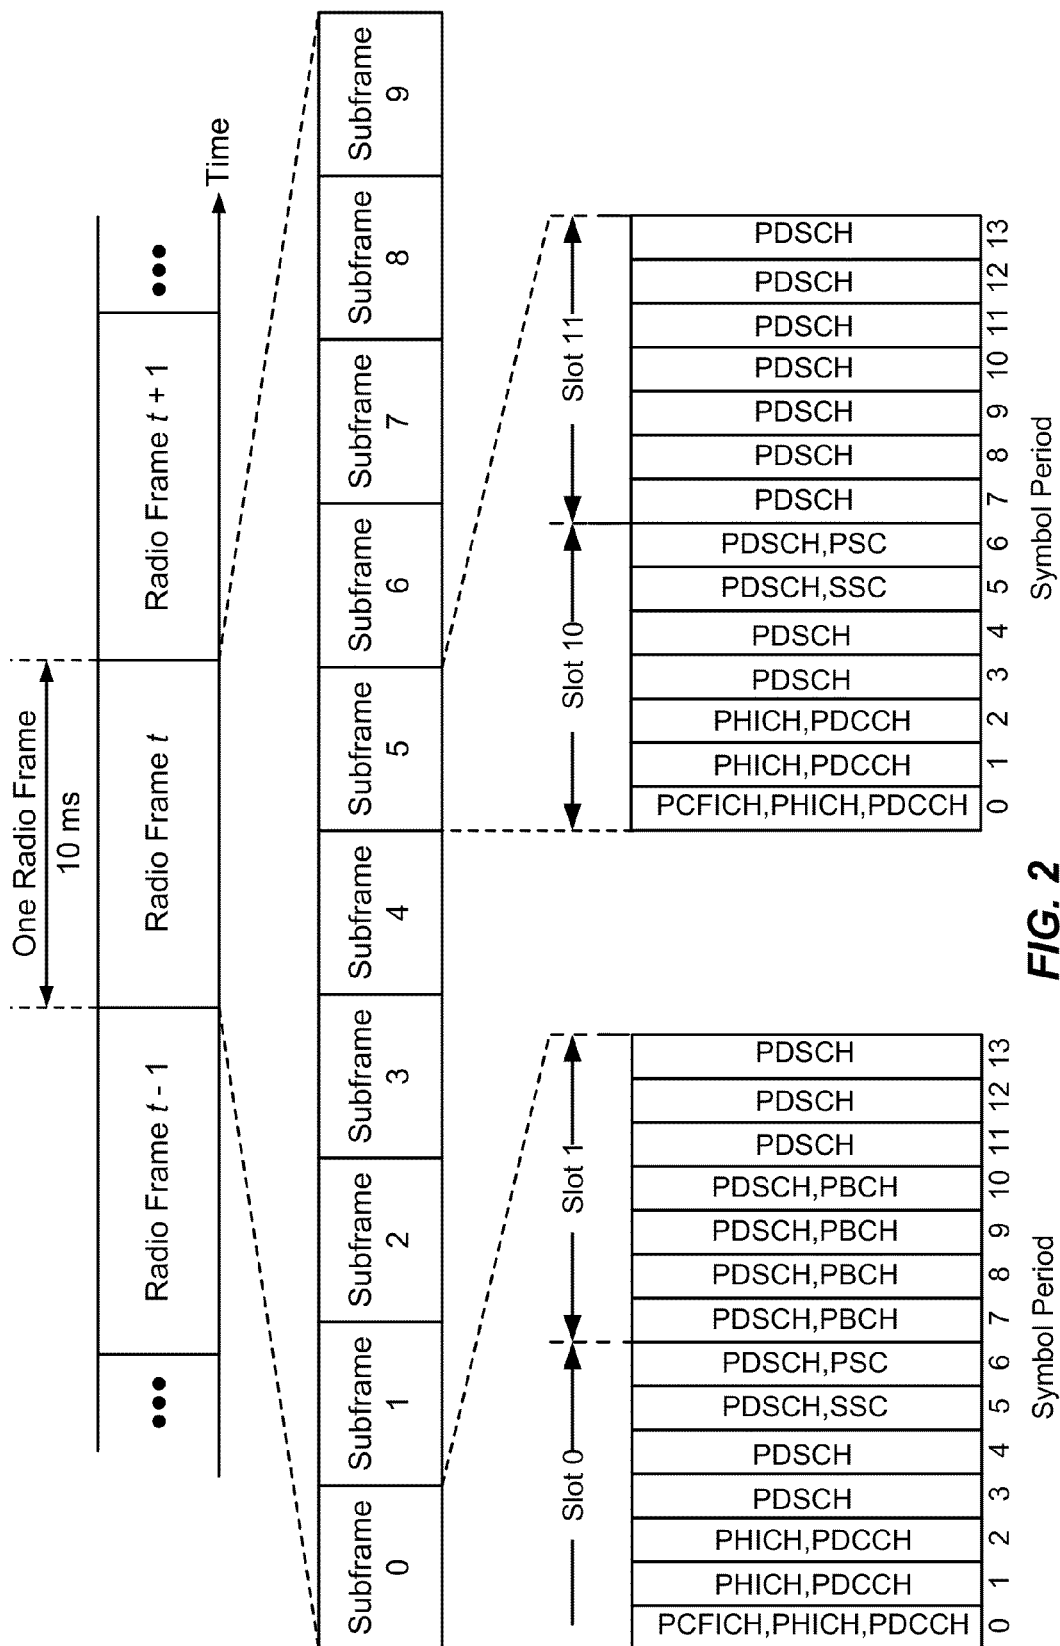 One Radio Frame
10 ms
Radio Frame t - 1
Radio Frame t
Radio Frame t + 1
Time
Subframe
0
Subframe
1
Subframe
2
Subframe
3
Subframe
4
Subframe
5
Subframe
6
Subframe
7
Subframe
8
Subframe
9
Slot 0
Slot 1
PCFICH,PHICH,PDCCH
PHICH,PDCCH
PHICH,PDCCH
PDSCH
PDSCH
PDSCH,SSC
PDSCH,PSC
PDSCH,PBCH
PDSCH,PBCH
PDSCH,PBCH
PDSCH,PBCH
PDSCH
PDSCH
PDSCH
0 1 2 3 4 5 6 7 8 9 10 11 12 13
Symbol Period
Slot 10
Slot 11
PCFICH,PHICH,PDCCH
PHICH,PDCCH
PHICH,PDCCH
PDSCH
PDSCH
PDSCH,SSC
PDSCH,PSC
PDSCH
PDSCH
PDSCH
PDSCH
PDSCH
PDSCH
PDSCH
0 1 2 3 4 5 6 7 8 9 10 11 12 13
Symbol Period
FIG. 2